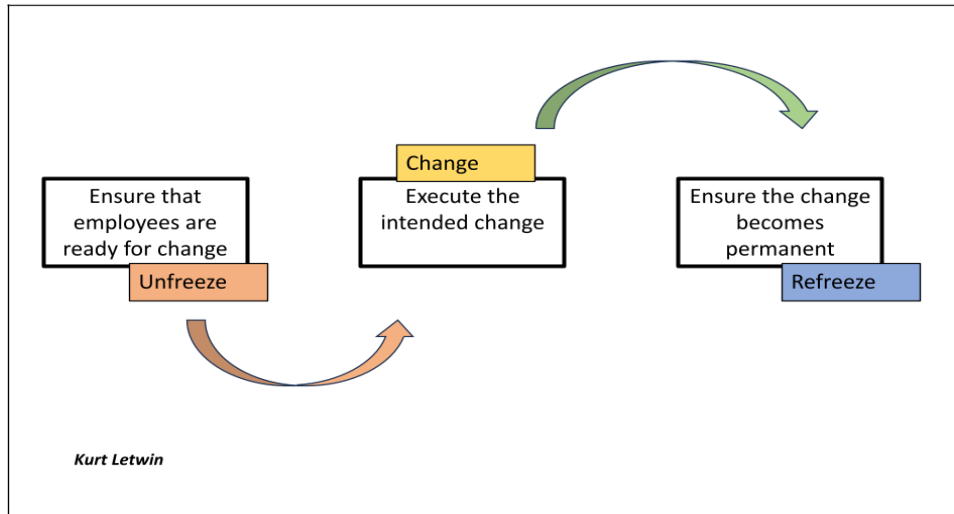 Ensure that
employees are
ready for change
Unfreeze
Change
Execute the
intended change
Ensure the change
becomes
permanent
Refreeze
Kurt Letwin